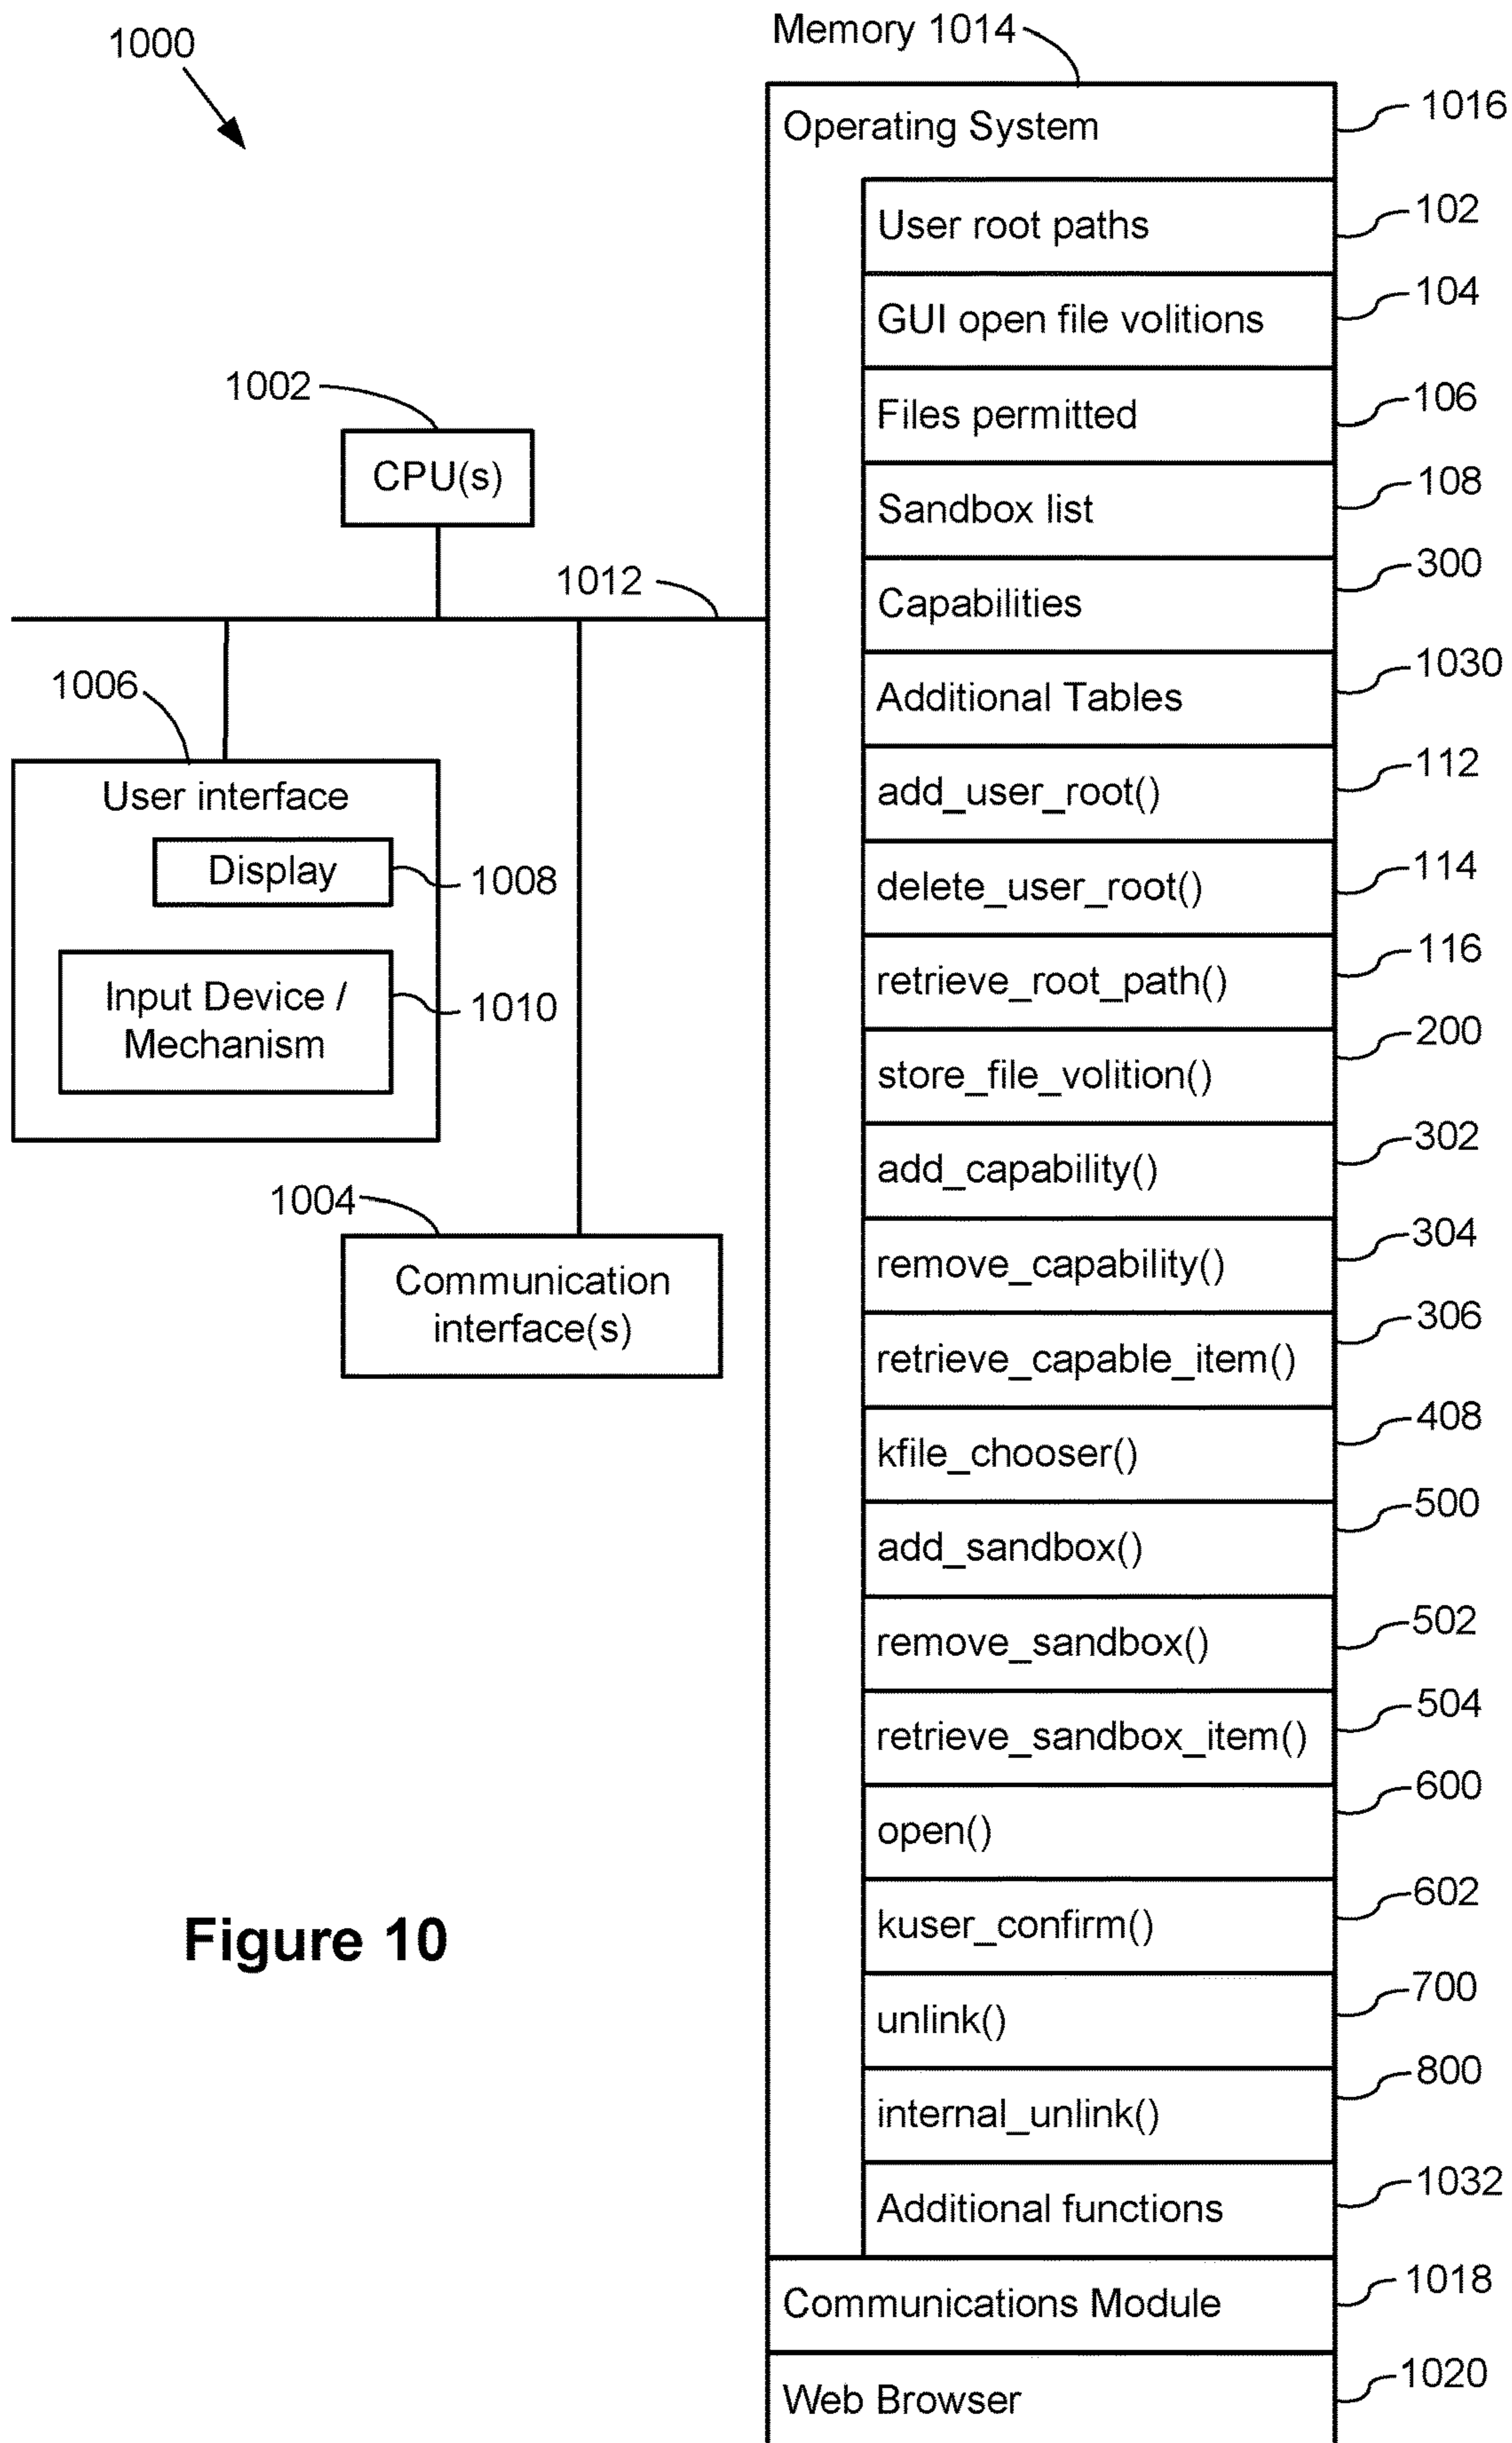 1000
Memory 1014
Operating System
1016
User root paths
102
GUI open file volitions
104
Files permitted
106
Sandbox list
108
Capabilities
300
Additional Tables
1030
add_user_root()
112
delete_user_root()
114
retrieve_root_path()
116
store_file_volition()
200
add_capability()
302
remove_capability()
304
retrieve_capable_item()
306
kfile_chooser()
408
add_sandbox()
500
remove_sandbox()
502
retrieve_sandbox_item()
504
open()
600
kuser_confirm()
602
unlink()
700
internal_unlink()
800
Additional functions
1032
Communications Module
1018
Web Browser
1020
1002
CPU(s)
1012
1006
User interface
Display
1008
Input Device /
Mechanism
1010
1004
Communication
interface(s)
Figure 10